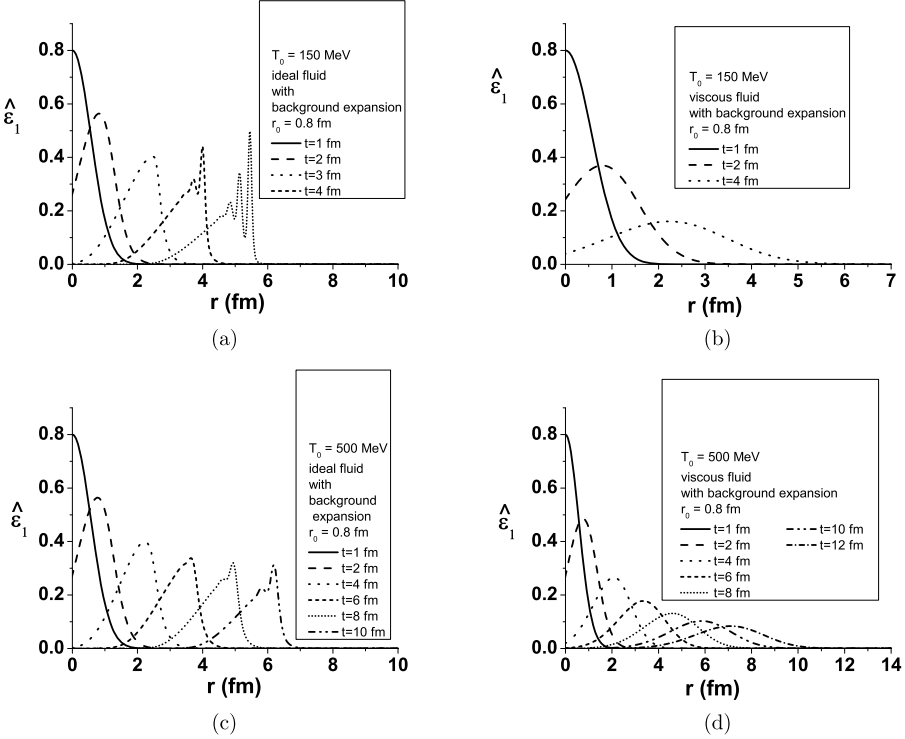 T0 = 150 MeV
ideal fluid
with
background expansion
r0 = 0.8 fm
t=1 fm
t=2 fm
t=3 fm
t=4 fm
ε̂1
0.8
0.6
0.4
0.2
0.0
0 2 4 6 8 10
r (fm)
(a)
T0 = 150 MeV
viscous fluid
with background expansion
r0 = 0.8 fm
t=1 fm
t=2 fm
t=4 fm
ε̂1
0.8
0.6
0.4
0.2
0.0
0 1 2 3 4 5 6 7
r (fm)
(b)
T0 = 500 MeV
ideal fluid
with
background
expansion
r0 = 0.8 fm
t=1 fm
t=2 fm
t=4 fm
t=6 fm
t=8 fm
t=10 fm
ε̂1
0.8
0.6
0.4
0.2
0.0
0 2 4 6 8 10
r (fm)
(c)
T0 = 500 MeV
viscous fluid
with background expansion
r0 = 0.8 fm
t=1 fm t=10 fm
t=2 fm t=12 fm
t=4 fm
t=6 fm
t=8 fm
ε̂1
0.8
0.6
0.4
0.2
0.0
0 2 4 6 8 10 12 14
r (fm)
(d)